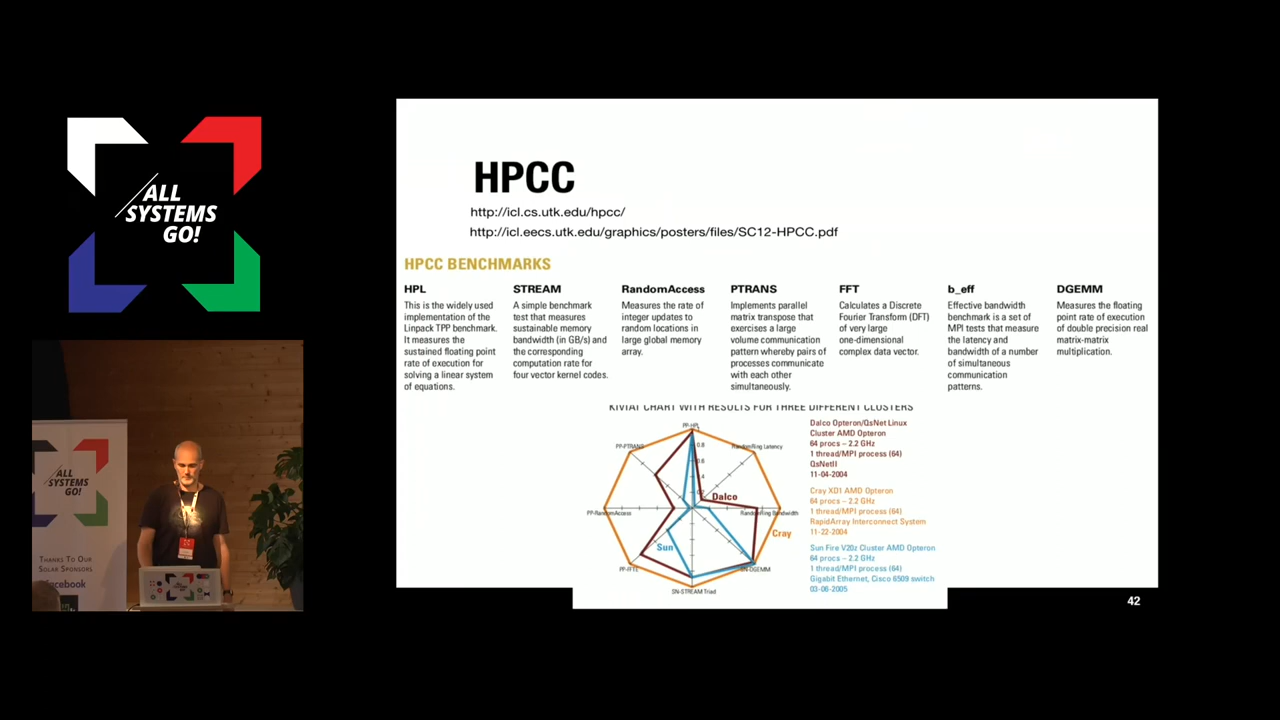 ALL
SYSTEMS
GO!
HPCC
http://icl.cs.utk.edu/hpcc/
http://icl.eecs.utk.edu/graphics/posters/files/SC12-HPCC.pdf
HPCC BENCHMARKS
HPL
This is the widely used
implementation of the
Linpack TPP benchmark.
It measures the
sustained floating point
rate of execution for
solving a linear system
of equations.
STREAM
A simple benchmark
test that measures
sustainable memory
bandwidth (in GB/s) and
the corresponding
computation rate for
four vector kernel codes.
RandomAccess
Measures the rate of
integer updates to
random locations in
large global memory
array.
PTRANS
Implements parallel
matrix transpose that
exercises a large
volume communication
pattern whereby pairs of
processes communicate
with each other
simultaneously.
FFT
Calculates a Discrete
Fourier Transform (DFT)
of very large
one-dimensional
complex data vector.
b_eff
Effective bandwidth
benchmark is a set of
MPI tests that measure
the latency and
bandwidth of a number
of simultaneous
communication
patterns.
DGEMM
Measures the floating
point rate of execution
of double precision real
matrix-matrix
multiplication.
KIVIAT CHART WITH RESULTS FOR THREE DIFFERENT CLUSTERS
PP-HPL
PP-PTRANS
RandomRing Latency
0.8
0.6
Dalco
PP-RandomAccess
RandomRing Bandwidth
Cray
Sun
PP-FFTE
SN-DGEMM
SN-STREAM Triad
Dalco Opteron/QsNet Linux
Cluster AMD Opteron
64 procs – 2.2 GHz
1 thread/MPI process (64)
QsNetII
11-04-2004
Cray XD1 AMD Opteron
64 procs – 2.2 GHz
1 thread/MPI process (64)
RapidArray Interconnect System
11-22-2004
Sun Fire V20z Cluster AMD Opteron
64 procs – 2.2 GHz
1 thread/MPI process (64)
Gigabit Ethernet, Cisco 6509 switch
03-06-2005
42
ALL
SYSTEMS
GO!
THANKS TO OUR
SOLAR SPONSORS
facebook